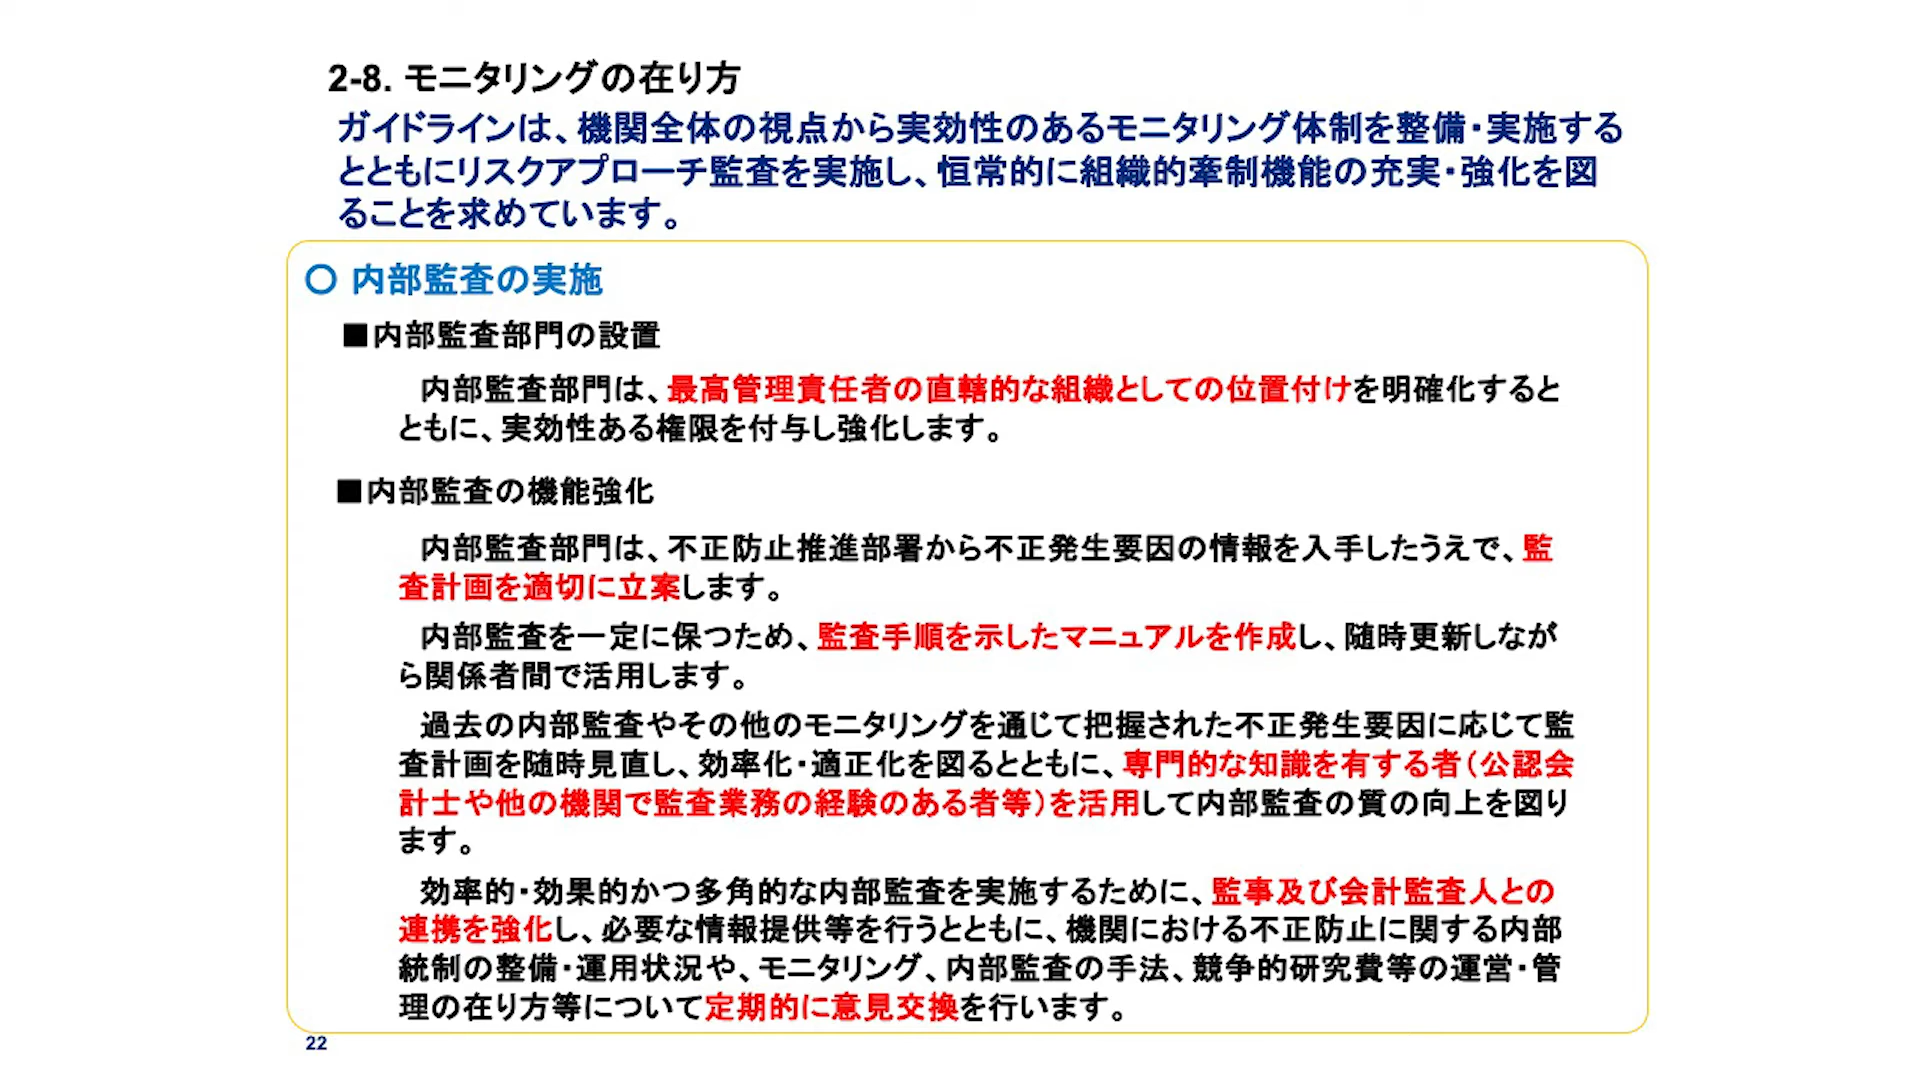 2-8. モニタリングの在り方
ガイドラインは、機関全体の視点から実効性のあるモニタリング体制を整備・実施する
とともにリスクアプローチ監査を実施し、恒常的に組織的牽制機能の充実・強化を図
ることを求めています。
〇 内部監査の実施
■内部監査部門の設置
内部監査部門は、最高管理責任者の直轄的な組織としての位置付けを明確化すると
ともに、実効性ある権限を付与し強化します。
■内部監査の機能強化
内部監査部門は、不正防止推進部署から不正発生要因の情報を入手したうえで、監
査計画を適切に立案します。
内部監査を一定に保つため、監査手順を示したマニュアルを作成し、随時更新しなが
ら関係者間で活用します。
過去の内部監査やその他のモニタリングを通じて把握された不正発生要因に応じて監
査計画を随時見直し、効率化・適正化を図るとともに、専門的な知識を有する者（公認会
計士や他の機関で監査業務の経験のある者等）を活用して内部監査の質の向上を図り
ます。
効率的・効果的かつ多角的な内部監査を実施するために、監事及び会計監査人との
連携を強化し、必要な情報提供等を行うとともに、機関における不正防止に関する内部
統制の整備・運用状況や、モニタリング、内部監査の手法、競争的研究費等の運営・管
理の在り方等について定期的に意見交換を行います。
22